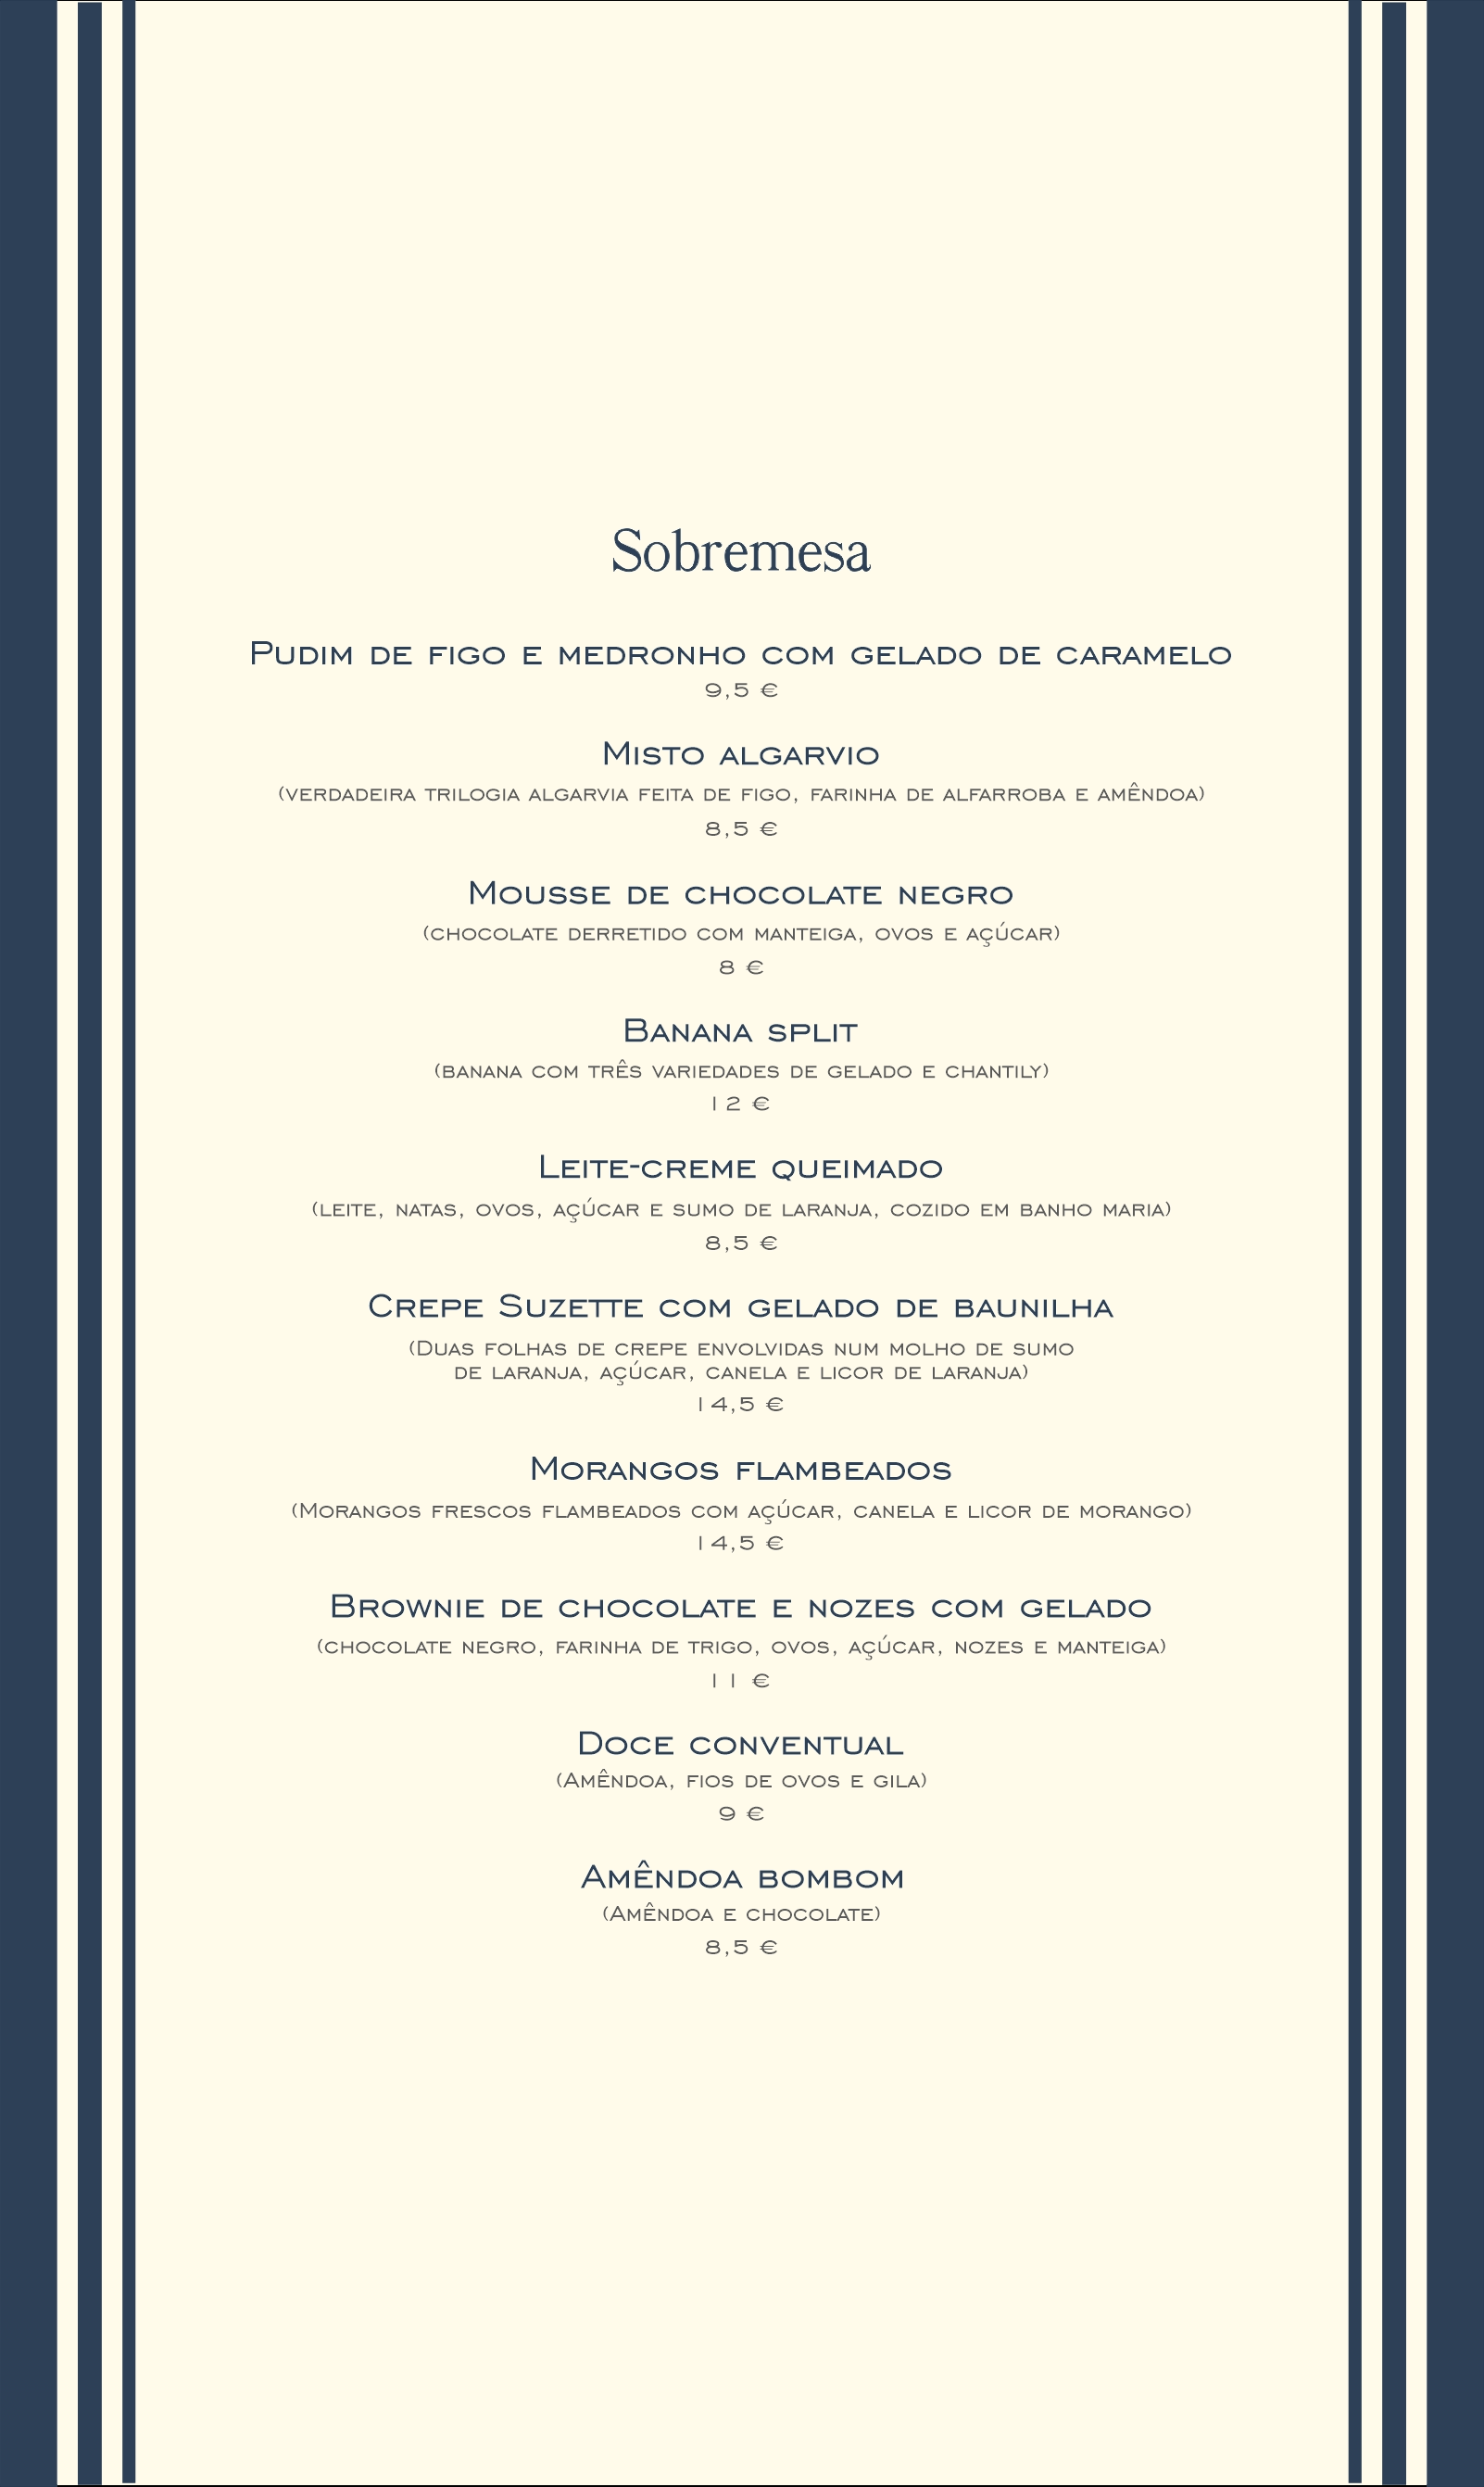 Sobremesa
Pudim de figo e medronho com gelado de caramelo
9,5 €
Misto algarvio
(verdadeira trilogia algarvia feita de figo, farinha de alfarroba e amêndoa)
8,5 €
Mousse de chocolate negro
(chocolate derretido com manteiga, ovos e açúcar)
8 €
Banana split
(banana com três variedades de gelado e chantily)
12 €
Leite-creme queimado
(leite, natas, ovos, açúcar e sumo de laranja, cozido em banho maria)
8,5 €
Crepe Suzette com gelado de baunilha
(Duas folhas de crepe envolvidas num molho de sumo
de laranja, açúcar, canela e licor de laranja)
14,5 €
Morangos flambeados
(Morangos frescos flambeados com açúcar, canela e licor de morango)
14,5 €
Brownie de chocolate e nozes com gelado
(chocolate negro, farinha de trigo, ovos, açúcar, nozes e manteiga)
11 €
Doce conventual
(Amêndoa, fios de ovos e gila)
9 €
Amêndoa bombom
(Amêndoa e chocolate)
8,5 €